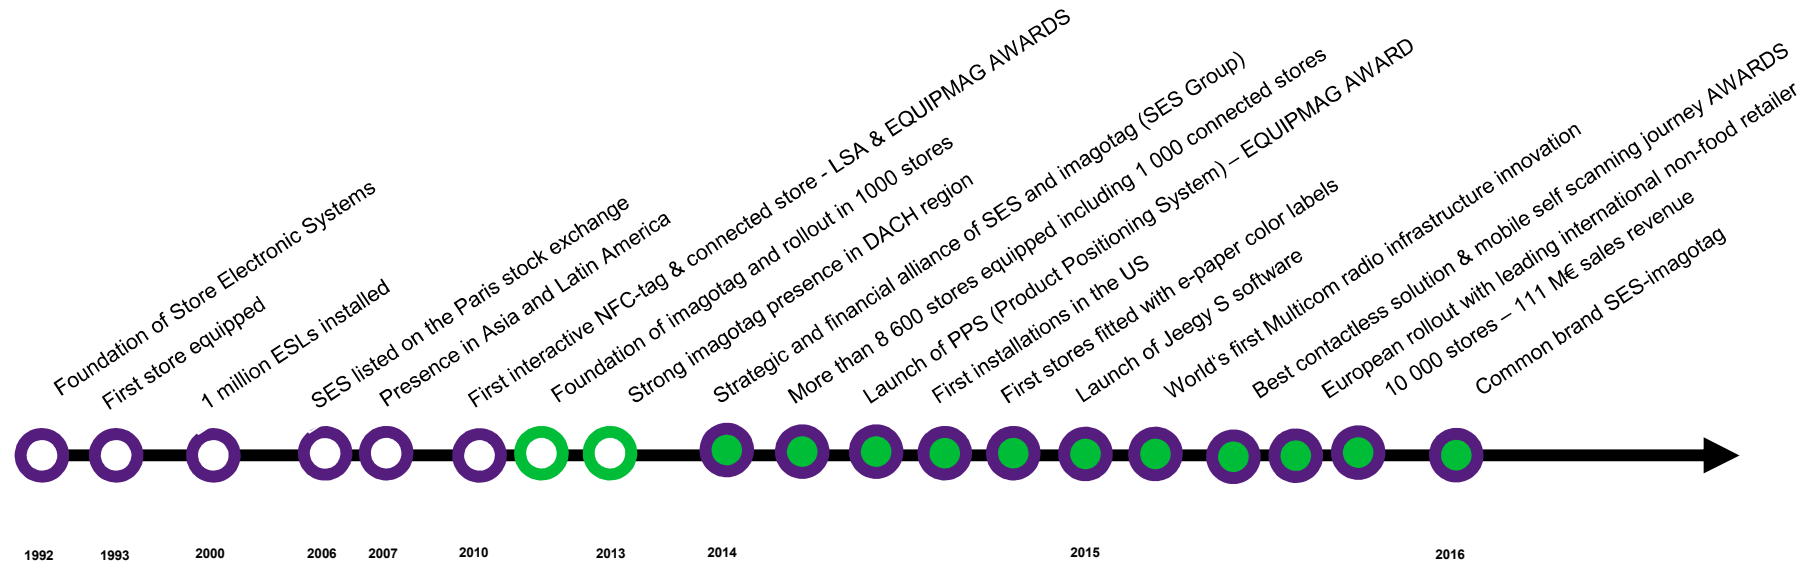 Foundation of Store Electronic Systems
First store equipped
1 million ESLs installed
SES listed on the Paris stock exchange
Presence in Asia and Latin America
First interactive NFC-tag & connected store - LSA & EQUIPMAG AWARDS
Foundation of imagotag and rollout in 1000 stores
Strong imagotag presence in DACH region
Strategic and financial alliance of SES and imagotag (SES Group)
More than 8 600 stores equipped including 1 000 connected stores
Launch of PPS (Product Positioning System) – EQUIPMAG AWARD
First installations in the US
First stores fitted with e-paper color labels
Launch of Jeegy S software
World's first Multicom radio infrastructure innovation
Best contactless solution & mobile self scanning journey AWARDS
European rollout with leading international non-food retailer
10 000 stores – 111 M€ sales revenue
Common brand SES-imagotag
1992
1993
2000
2006
2007
2010
2013
2014
2015
2016